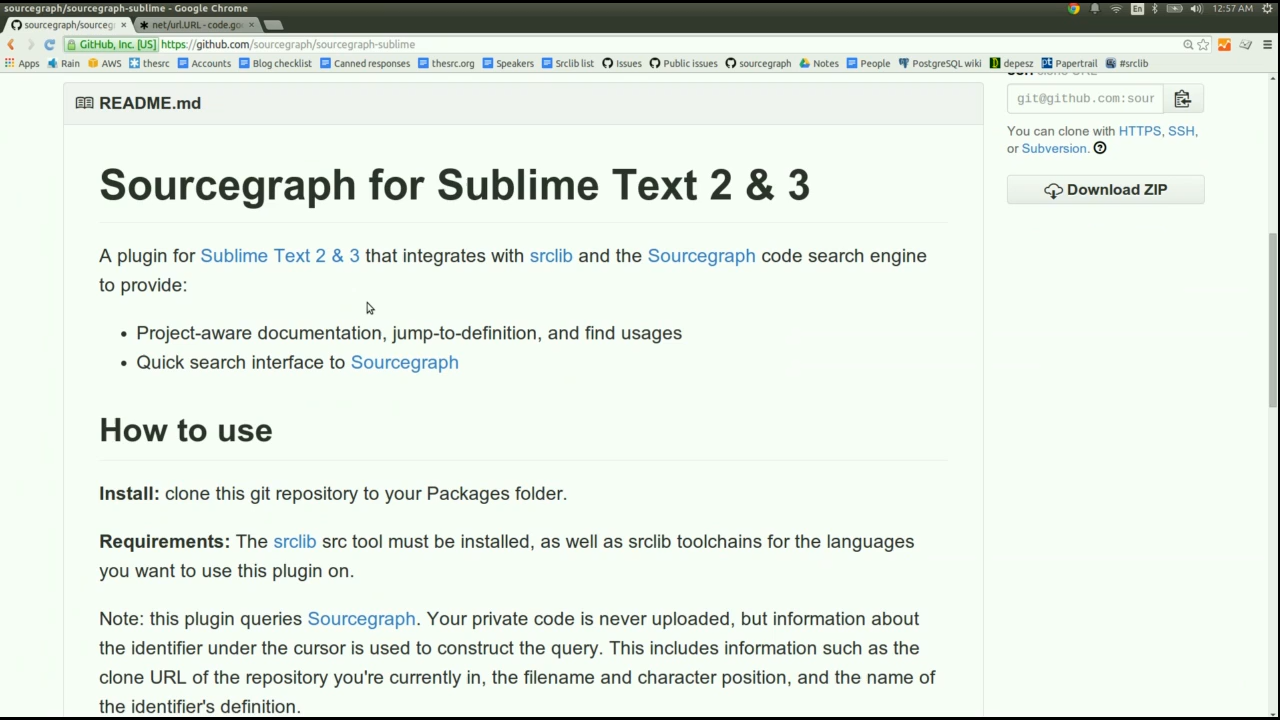 sourcegraph/sourcegraph-sublime - Google Chrome
En
12:57 AM
sourcegraph/sourceg
net/url.URL - code.go
GitHub, Inc. [US]
https://github.com/sourcegraph/sourcegraph-sublime
Apps Rain AWS thesrc Accounts Blog checklist Canned responses thesrc.org Speakers Srclib list Issues Public issues sourcegraph Notes People PostgreSQL wiki depesz Papertrail #srclib
README.md
Sourcegraph for Sublime Text 2 & 3
A plugin for Sublime Text 2 & 3 that integrates with srclib and the Sourcegraph code search engine
to provide:
• Project-aware documentation, jump-to-definition, and find usages
• Quick search interface to Sourcegraph
How to use
Install: clone this git repository to your Packages folder.
Requirements: The srclib src tool must be installed, as well as srclib toolchains for the languages
you want to use this plugin on.
Note: this plugin queries Sourcegraph. Your private code is never uploaded, but information about
the identifier under the cursor is used to construct the query. This includes information such as the
clone URL of the repository you're currently in, the filename and character position, and the name of
the identifier's definition.
git@github.com:sour
You can clone with HTTPS, SSH,
or Subversion.
Download ZIP